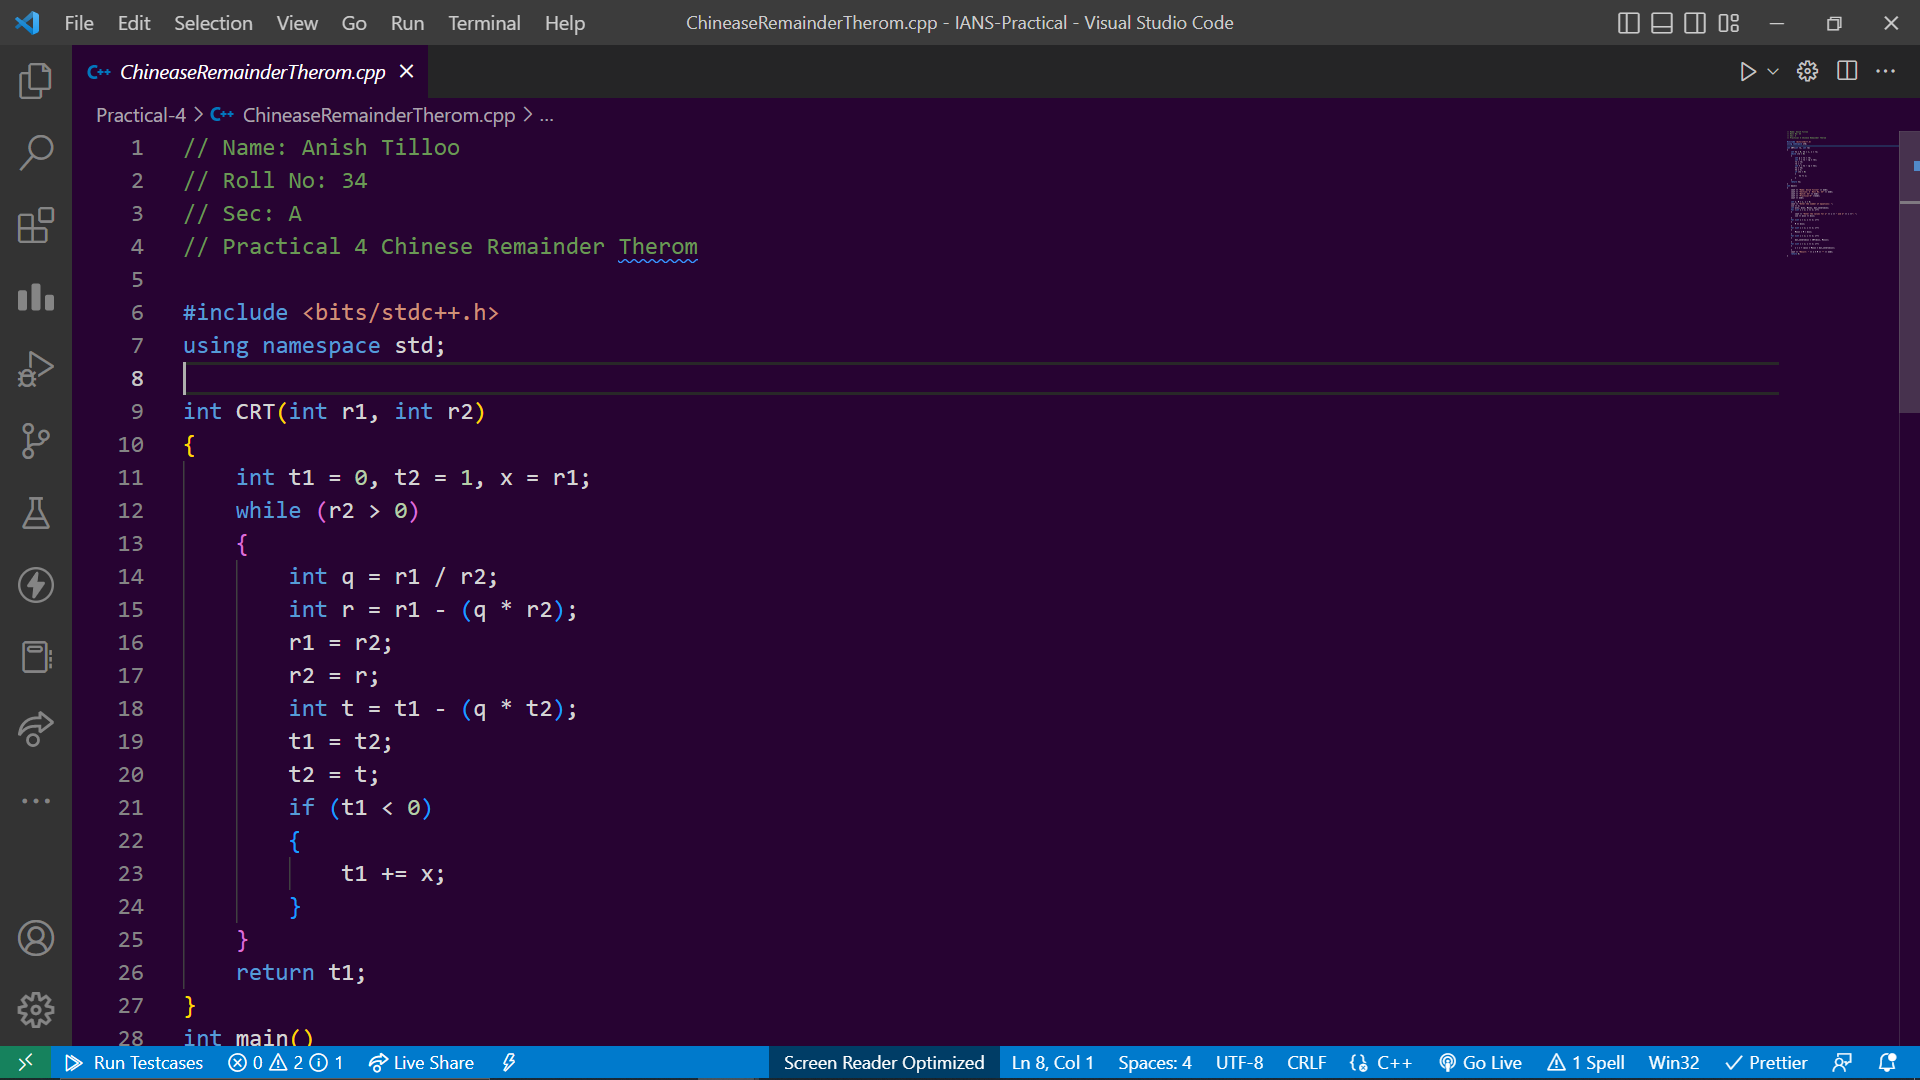 File Edit Selection View Go Run Terminal Help ChineaseRemainderTherom.cpp - IANS-Practical - Visual Studio Code
C++ ChineaseRemainderTherom.cpp
Practical-4 > C++ ChineaseRemainderTherom.cpp > ...
1 // Name: Anish Tilloo
2 // Roll No: 34
3 // Sec: A
4 // Practical 4 Chinese Remainder Therom
5
6 #include <bits/stdc++.h>
7 using namespace std;
8
9 int CRT(int r1, int r2)
10 {
11     int t1 = 0, t2 = 1, x = r1;
12     while (r2 > 0)
13     {
14         int q = r1 / r2;
15         int r = r1 - (q * r2);
16         r1 = r2;
17         r2 = r;
18         int t = t1 - (q * t2);
19         t1 = t2;
20         t2 = t;
21         if (t1 < 0)
22         {
23             t1 += x;
24         }
25     }
26     return t1;
27 }
28 int main()
Run Testcases 0 2 1 Live Share Screen Reader Optimized Ln 8, Col 1 Spaces: 4 UTF-8 CRLF C++ Go Live 1 Spell Win32 Prettier